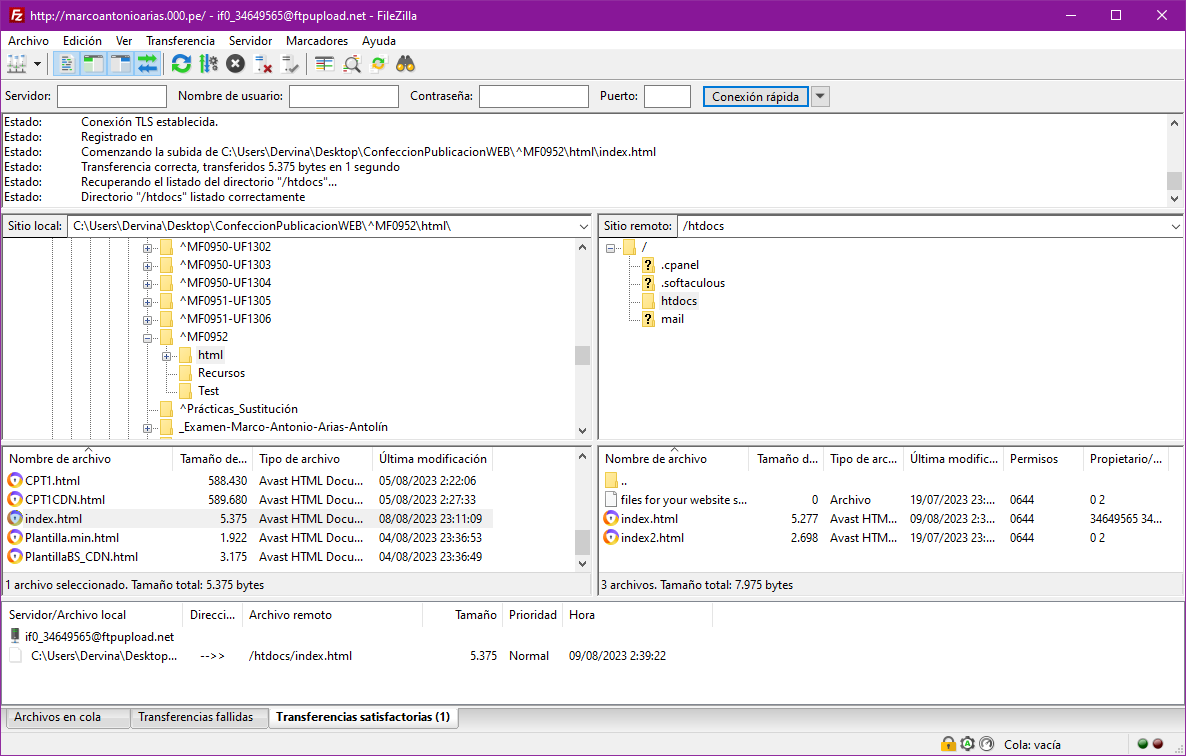 http://marcoantonioarias.000.pe/ - if0_34649565@ftpupload.net - FileZilla
Archivo Edición Ver Transferencia Servidor Marcadores Ayuda
Servidor: Nombre de usuario: Contraseña: Puerto: Conexión rápida
Estado: Conexión TLS establecida.
Estado: Registrado en
Estado: Comenzando la subida de C:\Users\Dervina\Desktop\ConfeccionPublicacionWEB\^MF0952\html\index.html
Estado: Transferencia correcta, transferidos 5.375 bytes en 1 segundo
Estado: Recuperando el listado del directorio "/htdocs"...
Estado: Directorio "/htdocs" listado correctamente
Sitio local: C:\Users\Dervina\Desktop\ConfeccionPublicacionWEB\^MF0952\html\
^MF0950-UF1302
^MF0950-UF1303
^MF0950-UF1304
^MF0951-UF1305
^MF0951-UF1306
^MF0952
html
Recursos
Test
^Prácticas_Sustitución
_Examen-Marco-Antonio-Arias-Antolín
Sitio remoto: /htdocs
/
.cpanel
.softaculous
htdocs
mail
Nombre de archivo Tamaño de... Tipo de archivo Última modificación
CPT1.html 588.430 Avast HTML Docu... 05/08/2023 2:22:06
CPT1CDN.html 589.680 Avast HTML Docu... 05/08/2023 2:27:33
index.html 5.375 Avast HTML Docu... 08/08/2023 23:11:09
Plantilla.min.html 1.922 Avast HTML Docu... 04/08/2023 23:36:53
PlantillaBS_CDN.html 3.175 Avast HTML Docu... 04/08/2023 23:36:49
1 archivo seleccionado. Tamaño total: 5.375 bytes
Nombre de archivo Tamaño d... Tipo de arc... Última modific... Permisos Propietario/...
..
files for your website s... 0 Archivo 19/07/2023 23:... 0644 0 2
index.html 5.277 Avast HTM... 09/08/2023 2:3... 0644 34649565 34...
index2.html 2.698 Avast HTM... 19/07/2023 23:... 0644 0 2
3 archivos. Tamaño total: 7.975 bytes
Servidor/Archivo local Direcci... Archivo remoto Tamaño Prioridad Hora
if0_34649565@ftpupload.net
C:\Users\Dervina\Desktop... -->> /htdocs/index.html 5.375 Normal 09/08/2023 2:39:22
Archivos en cola Transferencias fallidas Transferencias satisfactorias (1)
Cola: vacía